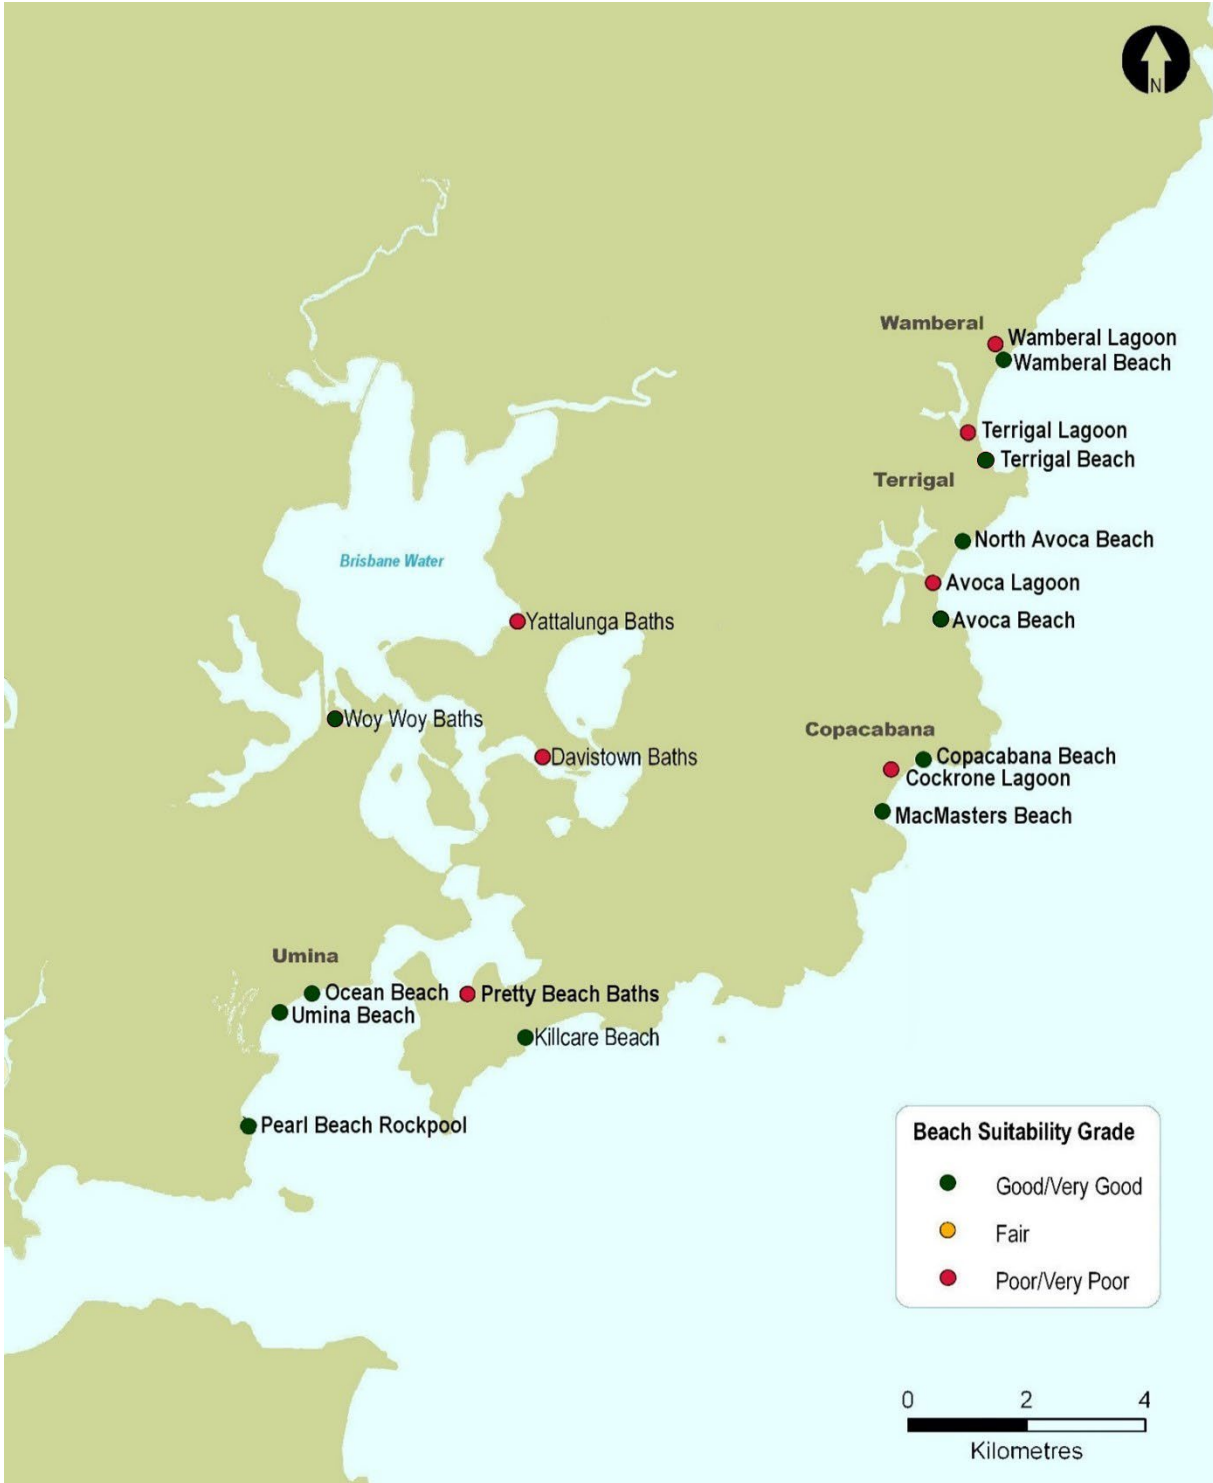 N
Wamberal
Wamberal Lagoon
Wamberal Beach
Terrigal Lagoon
Terrigal Beach
Terrigal
North Avoca Beach
Brisbane Water
Avoca Lagoon
Avoca Beach
Yattalunga Baths
Woy Woy Baths
Copacabana
Davistown Baths
Copacabana Beach
Cockrone Lagoon
MacMasters Beach
Umina
Ocean Beach
Pretty Beach Baths
Umina Beach
Killcare Beach
Pearl Beach Rockpool
Beach Suitability Grade
Good/Very Good
Fair
Poor/Very Poor
0 2 4
Kilometres